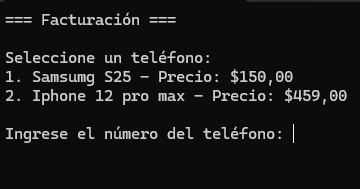 === Facturación ===
Seleccione un teléfono:
1. Samsumg S25 - Precio: $150,00
2. Iphone 12 pro max - Precio: $459,00
Ingrese el número del teléfono: